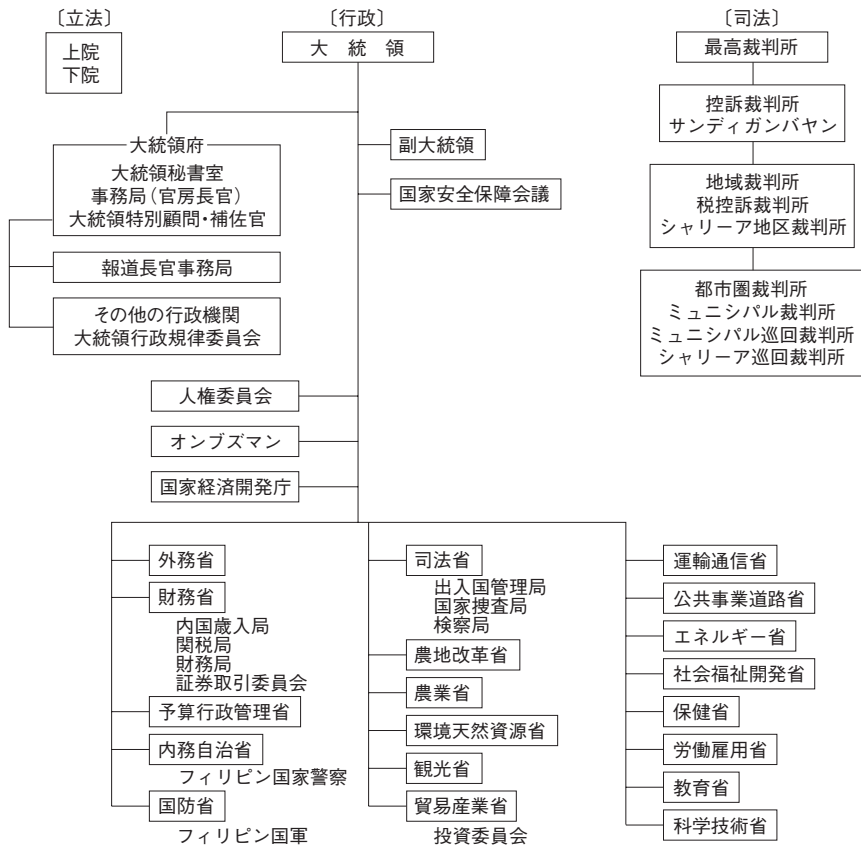 〔立法〕
上院
下院
〔行政〕
大　統　領
大統領府
大統領秘書室
事務局（官房長官）
大統領特別顧問・補佐官
報道長官事務局
その他の行政機関
大統領行政規律委員会
副大統領
国家安全保障会議
人権委員会
オンブズマン
国家経済開発庁
外務省
財務省
内国歳入局
関税局
財務局
証券取引委員会
予算行政管理省
内務自治省
フィリピン国家警察
国防省
フィリピン国軍
司法省
出入国管理局
国家捜査局
検察局
農地改革省
農業省
環境天然資源省
観光省
貿易産業省
投資委員会
運輸通信省
公共事業道路省
エネルギー省
社会福祉開発省
保健省
労働雇用省
教育省
科学技術省
〔司法〕
最高裁判所
控訴裁判所
サンディガンバヤン
地域裁判所
税控訴裁判所
シャリーア地区裁判所
都市圏裁判所
ミュニシパル裁判所
ミュニシパル巡回裁判所
シャリーア巡回裁判所